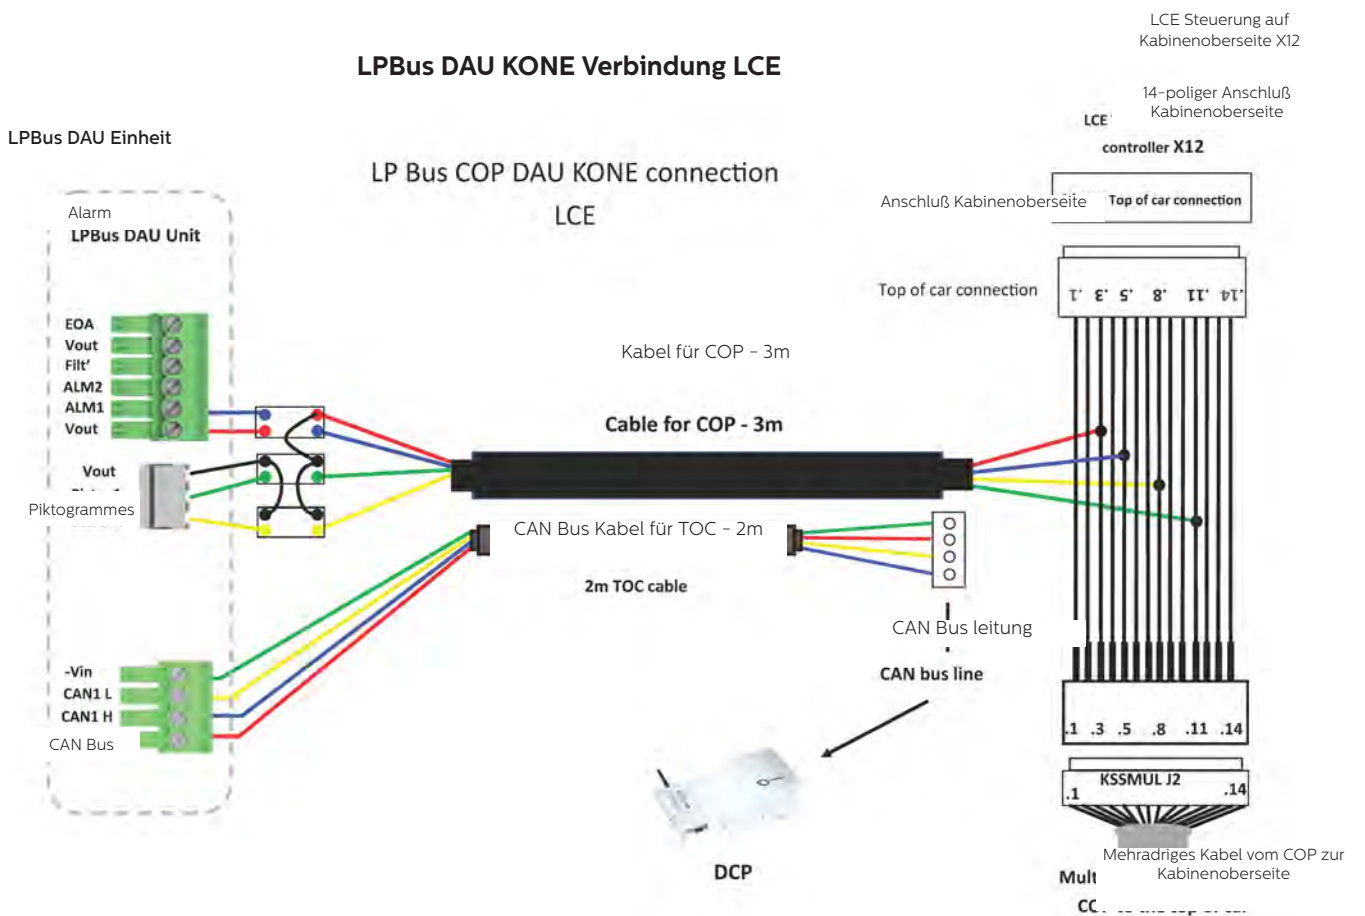 LCE Steuerung auf
Kabinenoberseite X12
LPBus DAU KONE Verbindung LCE
14-poliger Anschluß
Kabinenoberseite
LCE
controller X12
LPBus DAU Einheit
LP Bus COP DAU KONE connection
LCE
Anschluß Kabinenoberseite
Top of car connection
Alarm
LPBus DAU Unit
Top of car connection
.1 .3 .5 .8 .11 .14
EOA
Vout
Filt'
ALM2
ALM1
Vout
Kabel für COP - 3m
Cable for COP - 3m
Vout
Piktogrammes
CAN Bus Kabel für TOC - 2m
2m TOC cable
CAN Bus leitung
CAN bus line
-Vin
CAN1 L
CAN1 H
CAN Bus
.1 .3 .5 .8 .11 .14
KSSMUL J2
.1 .14
DCP
Mehradriges Kabel vom COP zur
Kabinenoberseite